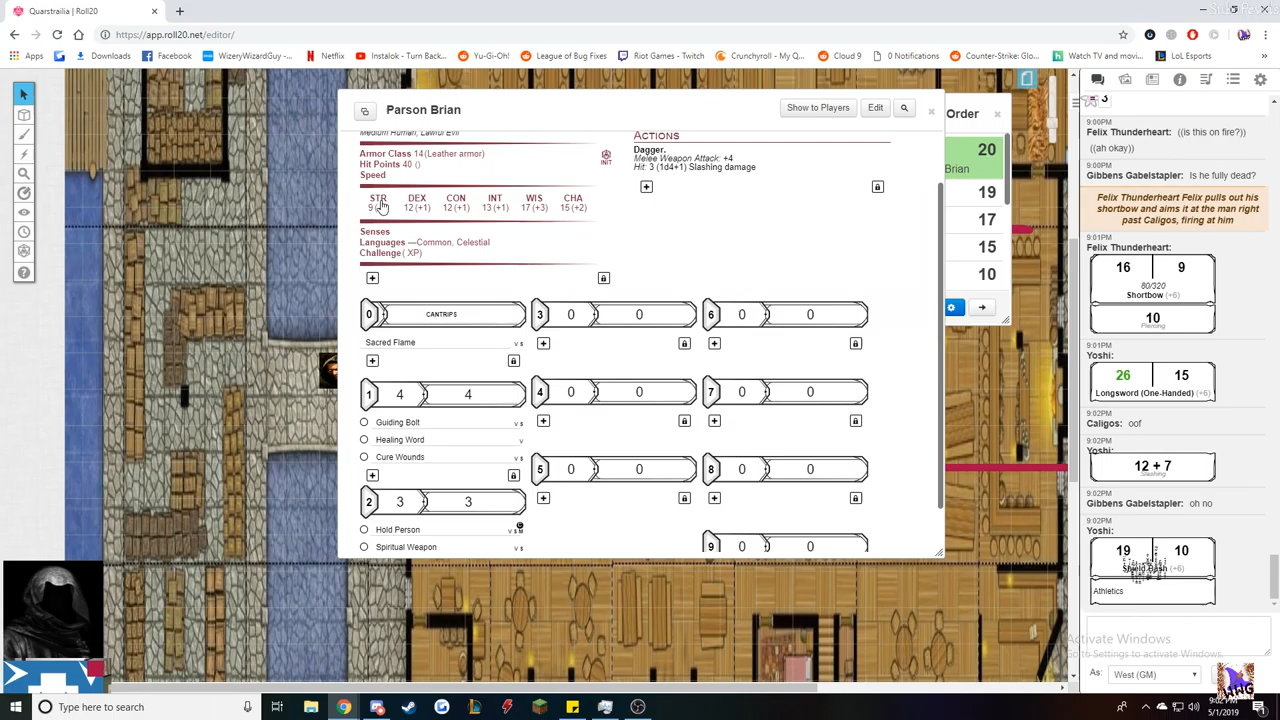 Quarstrailia
https://app.roll20.net/editor/
Apps
Downloads
Facebook
WizeryWizardGuy - ...
Netflix
Instalok - Turn Back...
Yu-Gi-Oh!
League of Bug Fixes
Riot Games - Twitch
Crunchyroll - My Q...
Cloud 9
0 Notifications
Counter-Strike: Glo...
Watch TV and movi...
LoL Esports
Parson Brian
Show to Players
Edit
Order
Medium Human, Lawful Evil
Armor Class 14 (Leather armor)
Hit Points 40 ()
Speed
INIT
STR DEX CON INT WIS CHA
12 (+1) 12 (+1) 13 (+1) 17 (+3) 15 (+2)
Senses
Languages —Common, Celestial
Challenge ( XP)
Actions
Dagger.
Melee Weapon Attack: +4
Hit: 3 (1d4+1) Slashing damage
20
Brian
19
17
15
10
0 CANTRIPS
Sacred Flame V S
1 4 4
Guiding Bolt V S
Healing Word V
Cure Wounds V S
2 3 3
Hold Person V S M
C
Spiritual Weapon V S
3 0 0
4 0 0
5 0 0
6 0 0
7 0 0
8 0 0
9 0 0
3
9:00PM
Felix Thunderheart: ((is this on fire?))
((ah okay))
9:00PM
Gibbens Gabelstapler: Is he fully dead?
Felix Thunderheart Felix pulls out his
shortbow and aims it at the man right
past Caligos, firing at him
9:01PM
Felix Thunderheart:
16 9
80/320
Shortbow (+6)
10
Piercing
9:01PM
Yoshi:
26 15
Longsword (One-Handed) (+6)
9:02PM
Caligos: oof
9:02PM
Yoshi:
12 + 7
Slashing
9:02PM
Gibbens Gabelstapler: oh no
9:02PM
Yoshi:
19 10
Shield Bash (+6)
Athletics
Activate Windows
Go to Settings to activate Windows.
As:
West (GM)
Type here to search
9:02 PM
5/1/2019